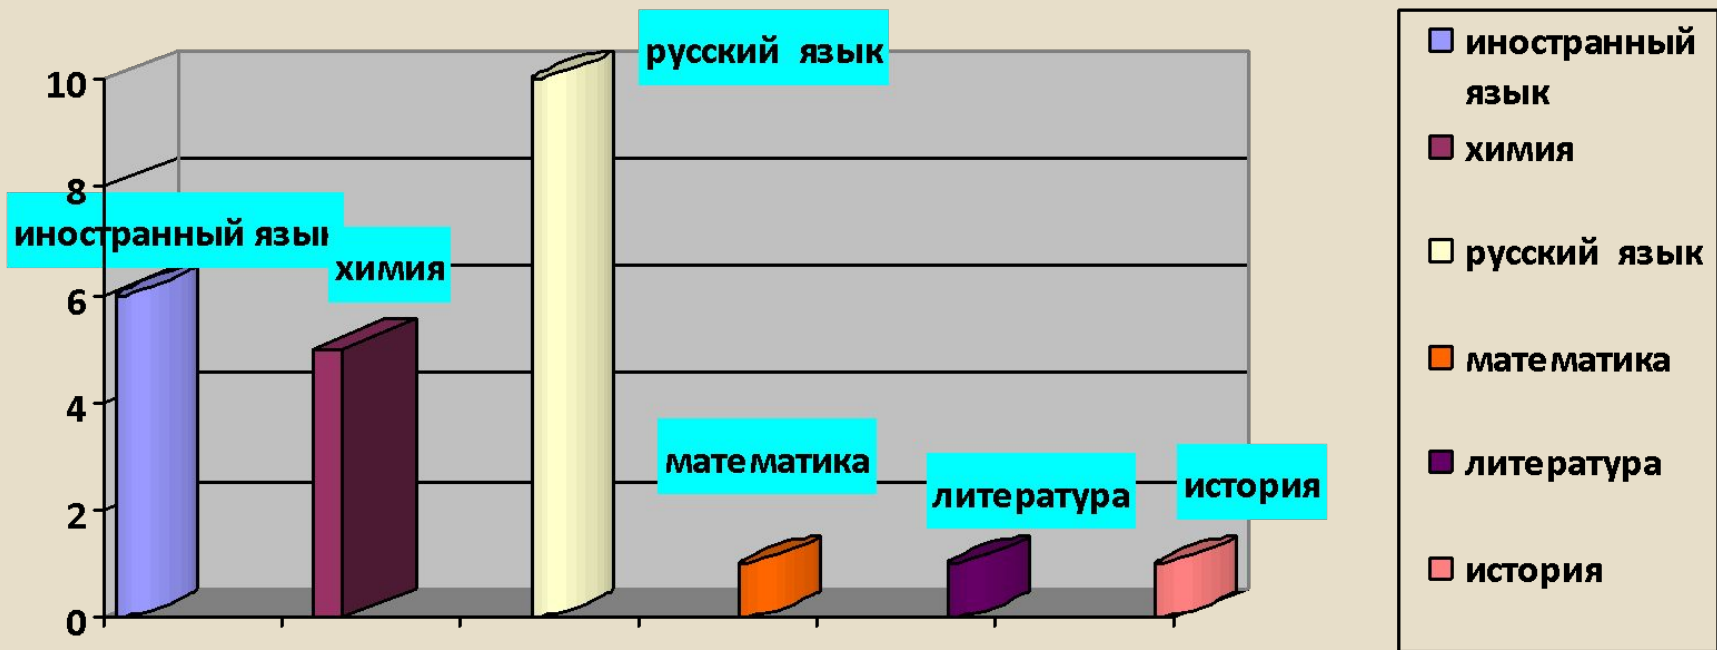 русский язык
10
8
иностранный язык
химия
6
4
математика
литература
история
2
0
иностранный
язык
химия
русский язык
математика
литература
история